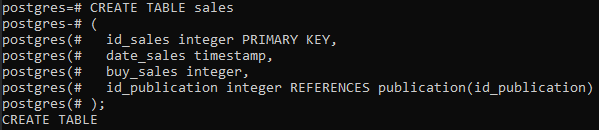 postgres=# CREATE TABLE sales
postgres-# (
postgres(#   id_sales integer PRIMARY KEY,
postgres(#   date_sales timestamp,
postgres(#   buy_sales integer,
postgres(#   id_publication integer REFERENCES publication(id_publication)
postgres(# );
CREATE TABLE